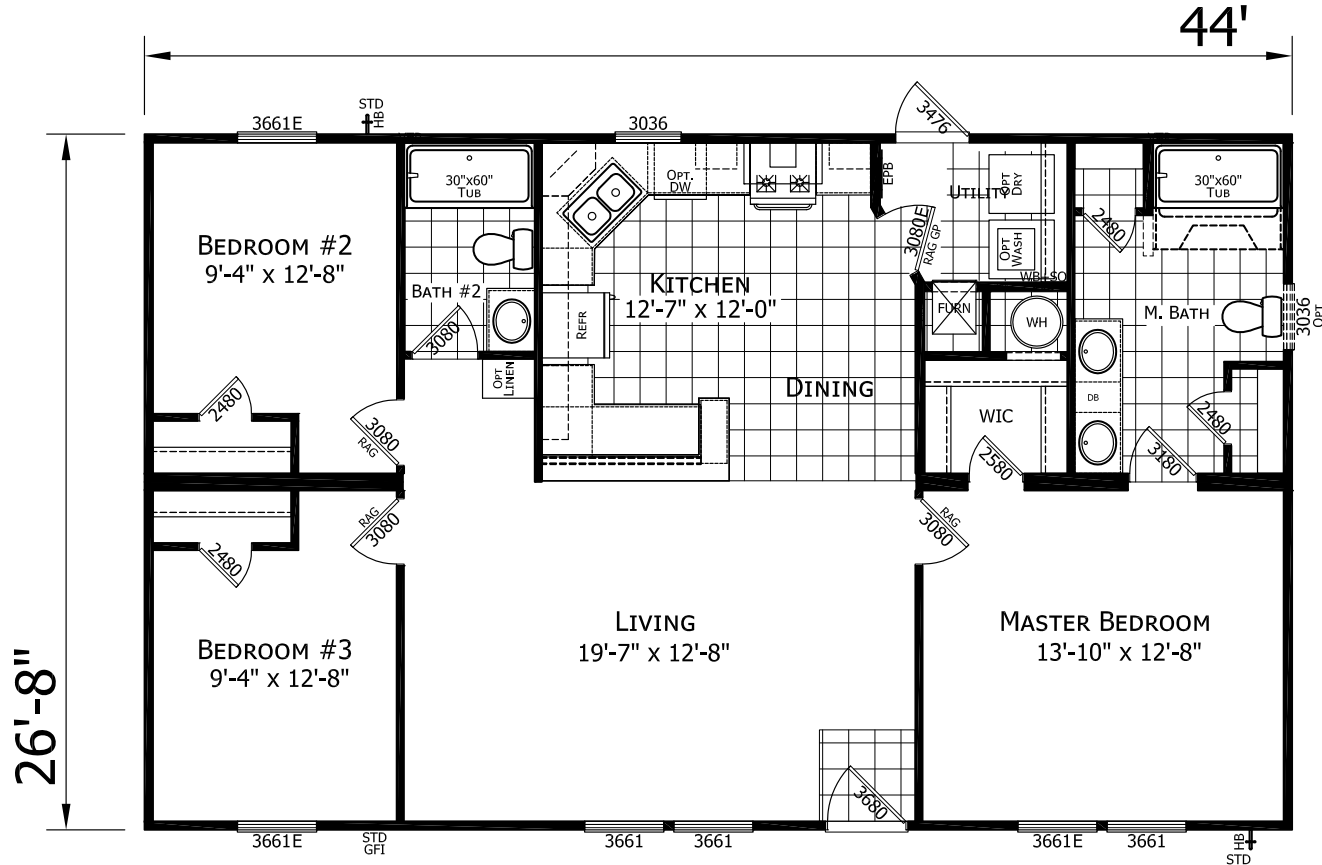 44'
26'-8"
3661E
STD
HB
3036
3476
30"x60"
TUB
OPT.
DW
EPB
UTILITY
OPT
DRY
OPT
WASH
WB-SO
3080E
RAG GP
2480
30"x60"
TUB
BEDROOM #2
9'-4" x 12'-8"
BATH #2
3080
KITCHEN
12'-7" x 12'-0"
REFR
FURN
WH
M. BATH
3036
OPT
OPT
LINEN
DINING
WIC
DB
2480
2480
3080
RAG
2580
3180
RAG
3080
2480
RAG
3080
BEDROOM #3
9'-4" x 12'-8"
LIVING
19'-7" x 12'-8"
MASTER BEDROOM
13'-10" x 12'-8"
3680
3661E
STD
GFI
3661
3661
3661E
3661
HB
STD